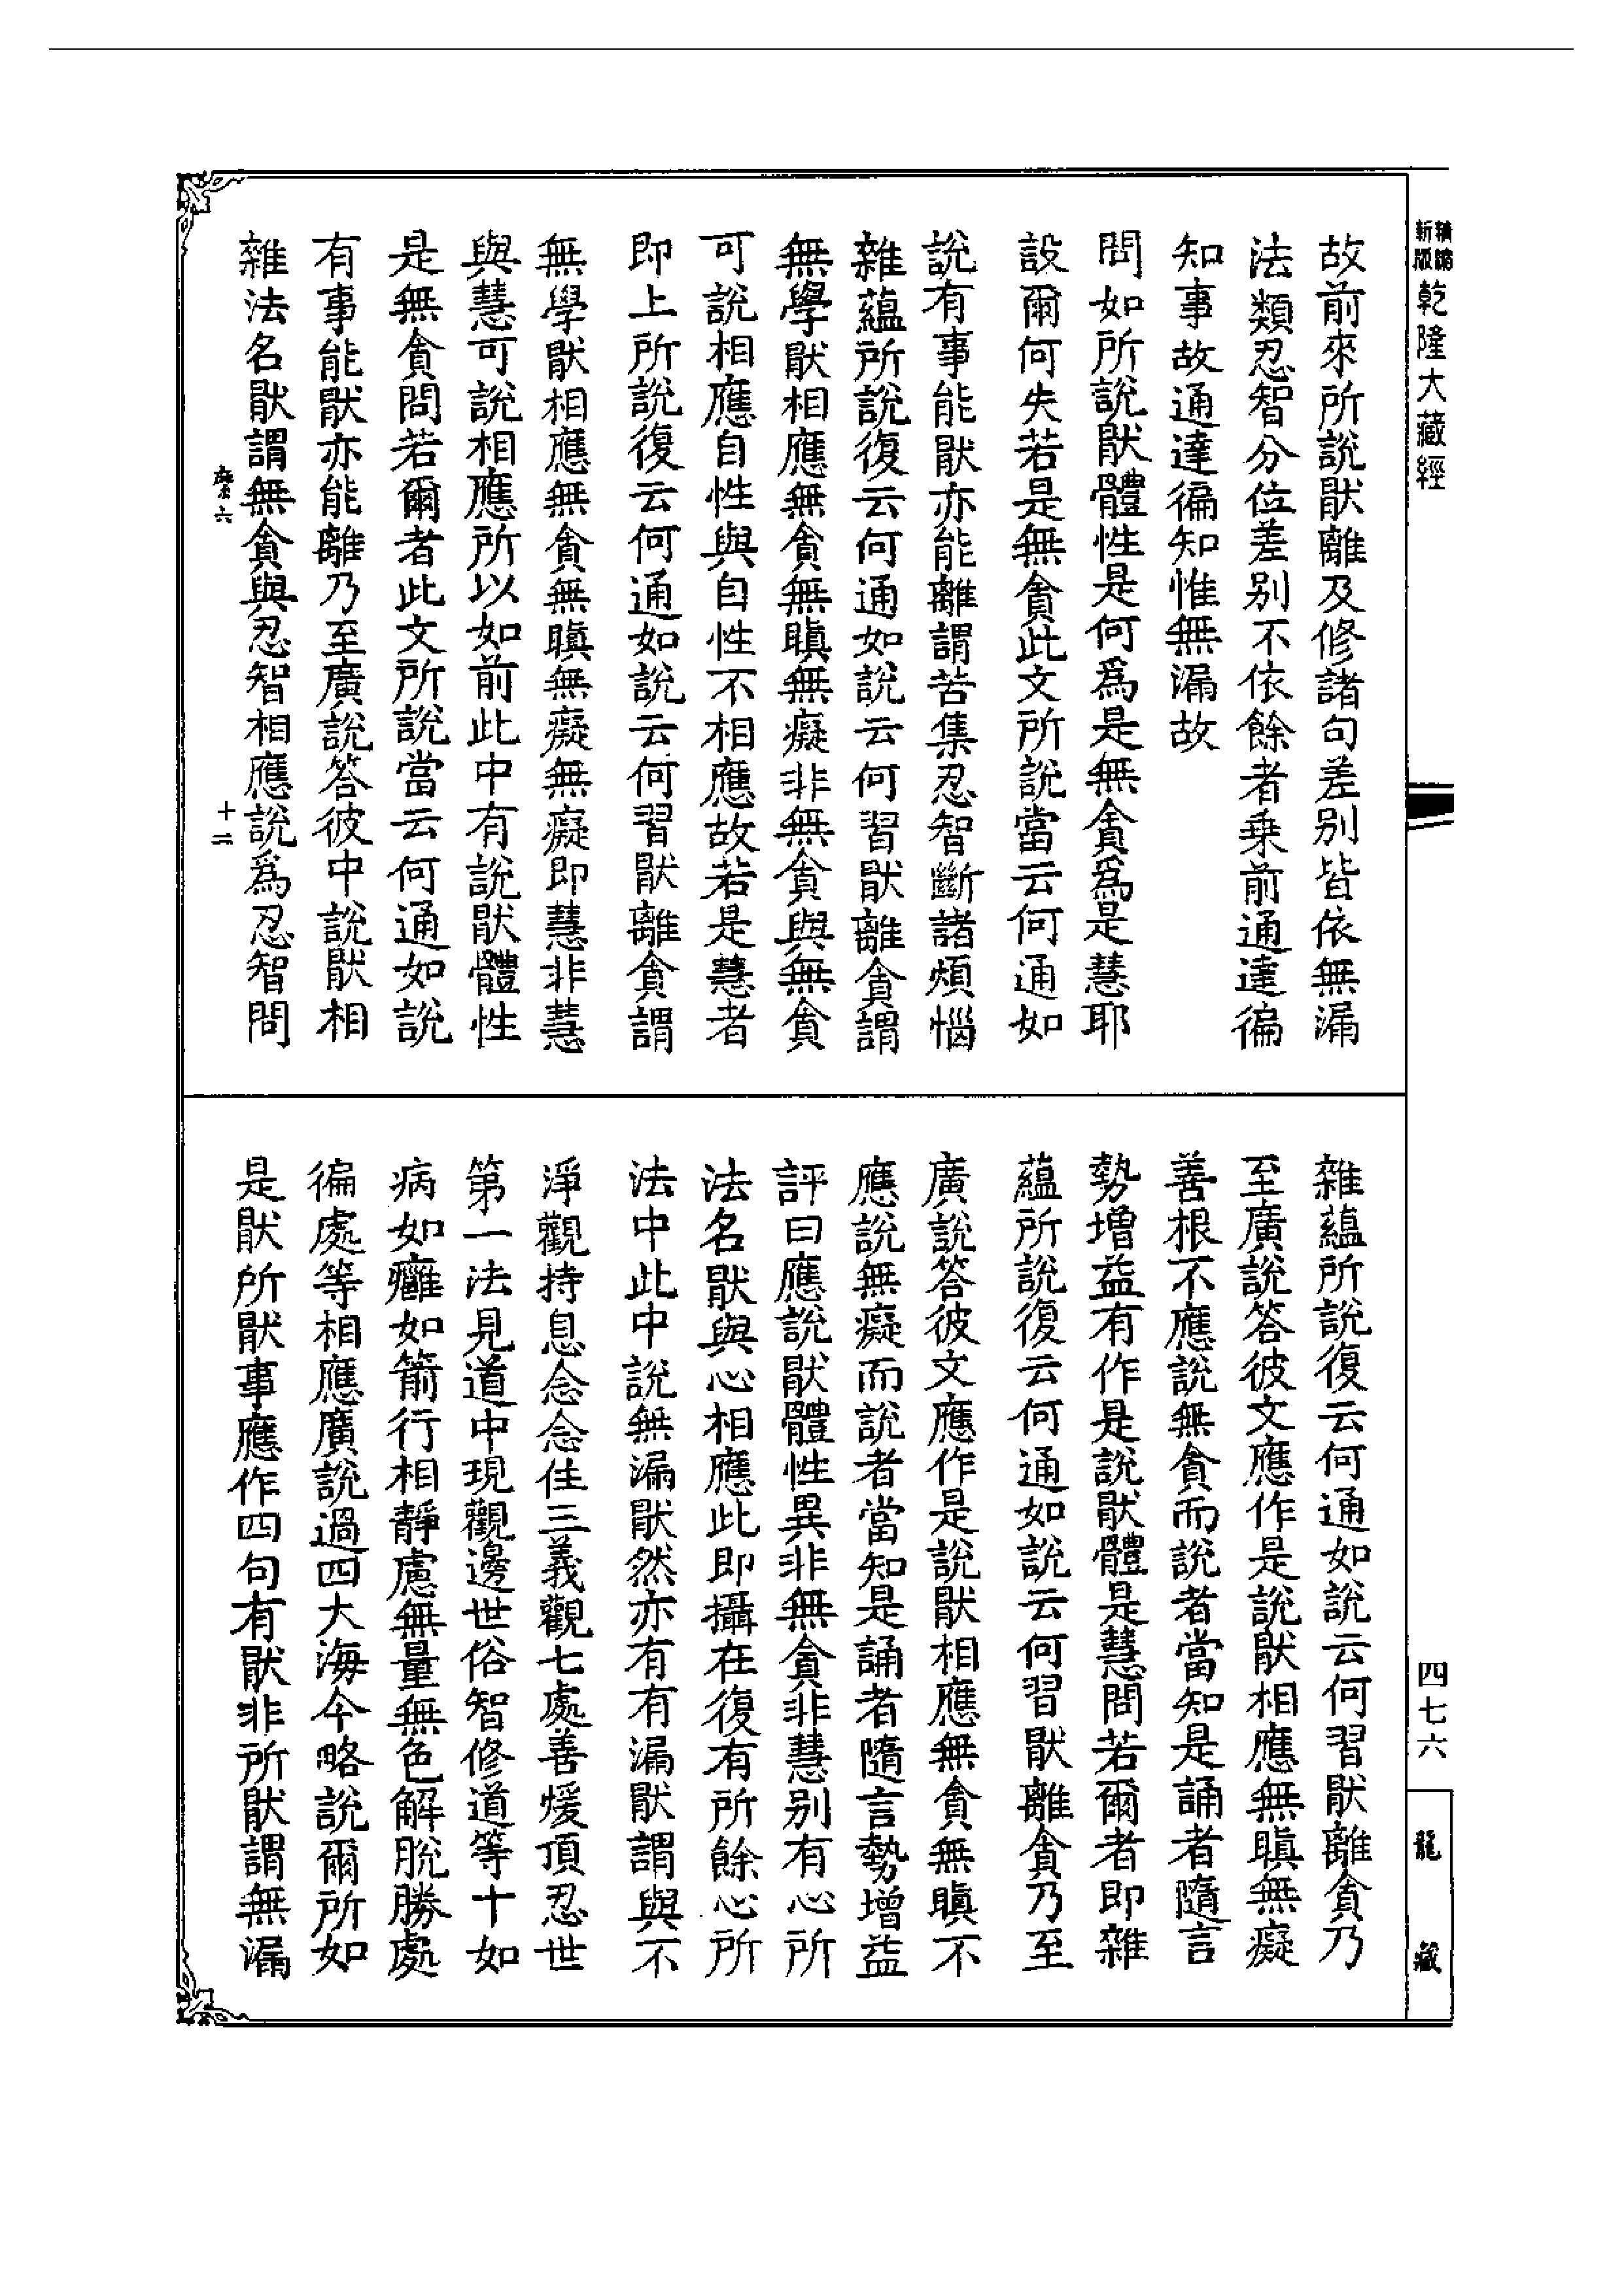 故前來所說猒離及修諸句差別皆依無漏
法類忍智分位差別不依餘者乗前通達徧
知事故通達徧知惟無漏故
問如所說猒體性是何爲是無貪爲是慧耶
設爾何失若是無貪此文所說當云何通如
說有事能猒亦能離謂苦集忍智斷諸煩惱
雜蘊所說復云何通如說云何習猒離貪謂
無學猒相應無貪無瞋無癡非無貪與無貪
可說相應自性與自性不相應故若是慧者
即上所說復云何通如說云何習猒離貪謂
無學猒相應無貪無瞋無癡無癡即慧非慧
與慧可說相應所以如前此中有說猒體性
是無貪問若爾者此文所說當云何通如說
有事能猒亦能離乃至廣說答彼中說猒相
雜法名猒謂無貪與忍智相應說爲忍智問
雜蘊所說復云何通如說云何習猒離貪乃
至廣說答彼文應作是說猒相應無瞋無癡
善根不應說無貪而說者當知是誦者隨言
勢增益有作是說猒體是慧問若爾者即雜
蘊所說復云何通如說云何習猒離貪乃至
廣說答彼文應作是說猒相應無貪無瞋不
應說無癡而說者當知是誦者隨言勢增益
評曰應說猒體性異非無貪非慧別有心所
法名猒與心相應此即攝在復有所餘心所
法中此中說無漏猒然亦有有漏猒謂與不
淨觀持息念念住三義觀七處善煖頂忍世
第一法見道中現觀邊世俗智修道等十如
病如癰如箭行相靜慮無量無色解脫勝處
徧處等相應廣說過四大海今略說爾所如
是猒所猒事應作四句有猒非所猒謂無漏
六
十二
新版
乾隆大藏經
四七六
龍藏